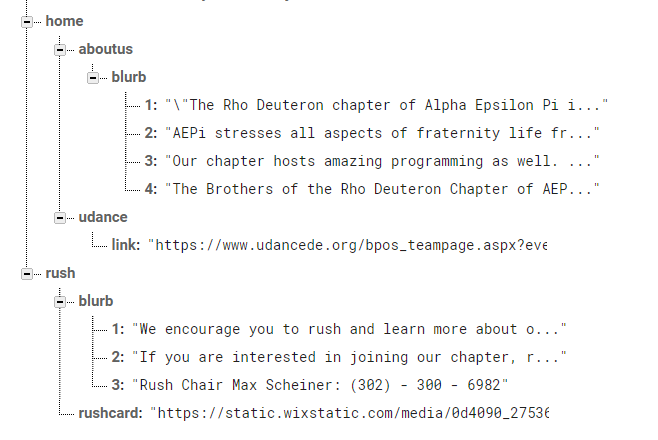 home
aboutus
blurb
1: "\"The Rho Deuteron chapter of Alpha Epsilon Pi i..."
2: "AEPi stresses all aspects of fraternity life fr..."
3: "Our chapter hosts amazing programming as well. ..."
4: "The Brothers of the Rho Deuteron Chapter of AEP..."
udance
link: "https://www.udancede.org/bpos_teampage.aspx?eve
rush
blurb
1: "We encourage you to rush and learn more about o..."
2: "If you are interested in joining our chapter, r..."
3: "Rush Chair Max Scheiner: (302) - 300 - 6982"
rushcard: "https://static.wixstatic.com/media/0d4090_27536